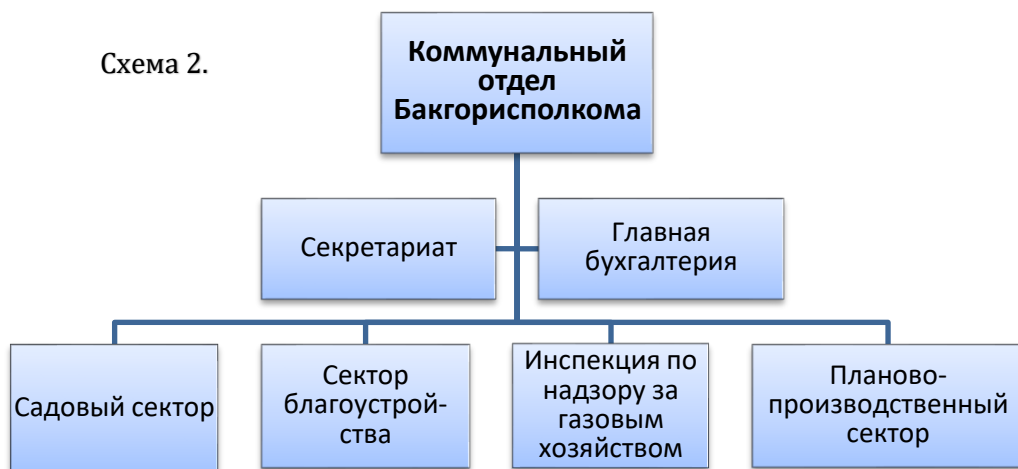 Схема 2.
Коммунальный
отдел
Бакгорисполкома
Секретариат
Главная
бухгалтерия
Садовый сектор
Сектор
благоустрой-
ства
Инспекция по
надзору за
газовым
хозяйством
Планово-
производственный
сектор